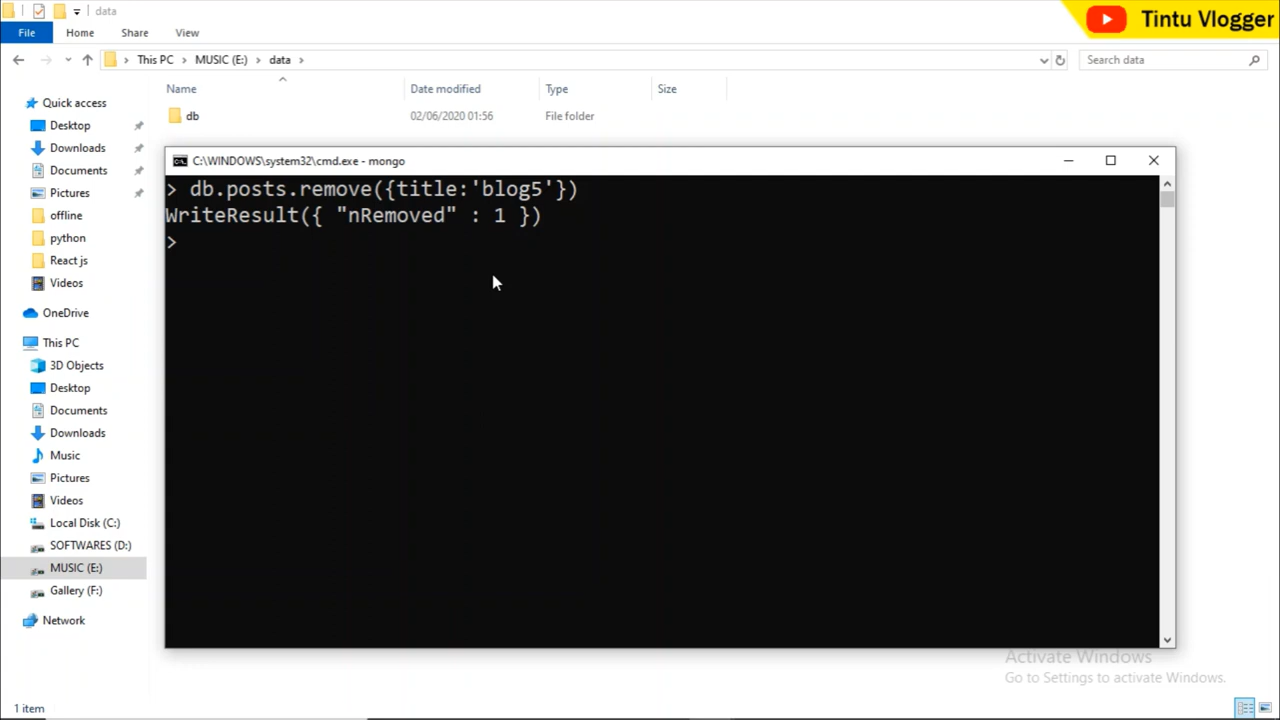 data
Tintu Vlogger
File Home Share View
This PC MUSIC (E:) data
Search data
Name Date modified Type Size
db 02/06/2020 01:56 File folder
Quick access
Desktop
Downloads
Documents
Pictures
offline
python
React js
Videos
OneDrive
This PC
3D Objects
Desktop
Documents
Downloads
Music
Pictures
Videos
Local Disk (C:)
SOFTWARES (D:)
MUSIC (E:)
Gallery (F:)
Network
C:\WINDOWS\system32\cmd.exe - mongo
> db.posts.remove({title:'blog5'})
WriteResult({ "nRemoved" : 1 })
>
Activate Windows
Go to Settings to activate Windows.
1 item